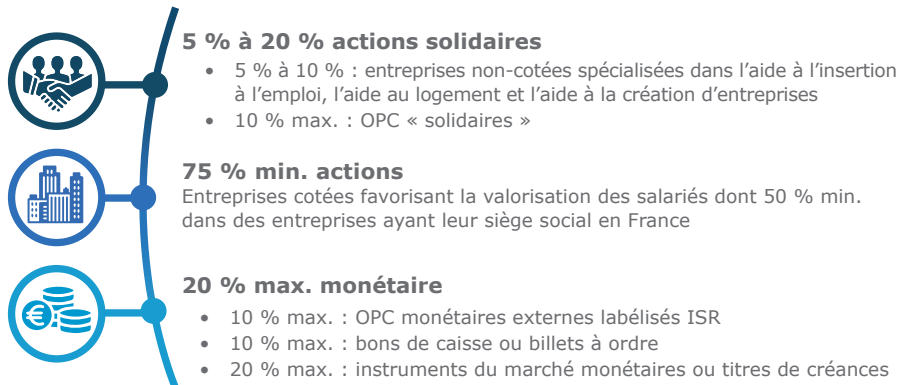 5 % à 20 % actions solidaires
• 5 % à 10 % : entreprises non-cotées spécialisées dans l’aide à l’insertion
à l’emploi, l’aide au logement et l’aide à la création d’entreprises
• 10 % max. : OPC « solidaires »
75 % min. actions
Entreprises cotées favorisant la valorisation des salariés dont 50 % min.
dans des entreprises ayant leur siège social en France
20 % max. monétaire
• 10 % max. : OPC monétaires externes labélisés ISR
• 10 % max. : bons de caisse ou billets à ordre
• 20 % max. : instruments du marché monétaires ou titres de créances